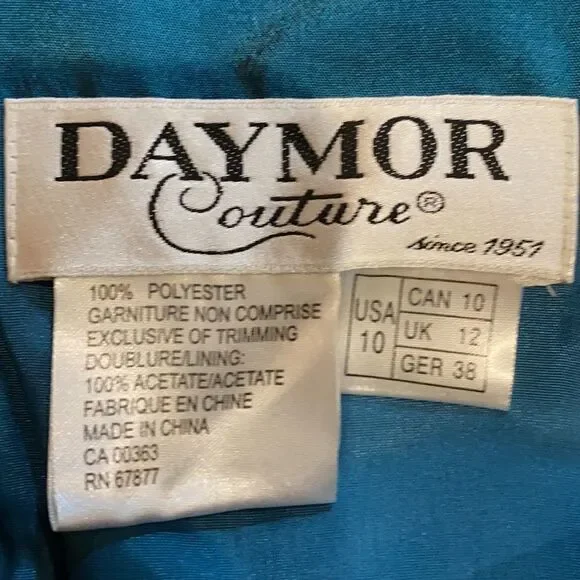 DAYMOR
Couture®
since 1951
100% POLYESTER
GARNITURE NON COMPRISE
EXCLUSIVE OF TRIMMING
DOUBLURE/LINING:
100% ACETATE/ACETATE
FABRIQUE EN CHINE
MADE IN CHINA
CA 00363
RN 67877
USA
10
CAN 10
UK 12
GER 38